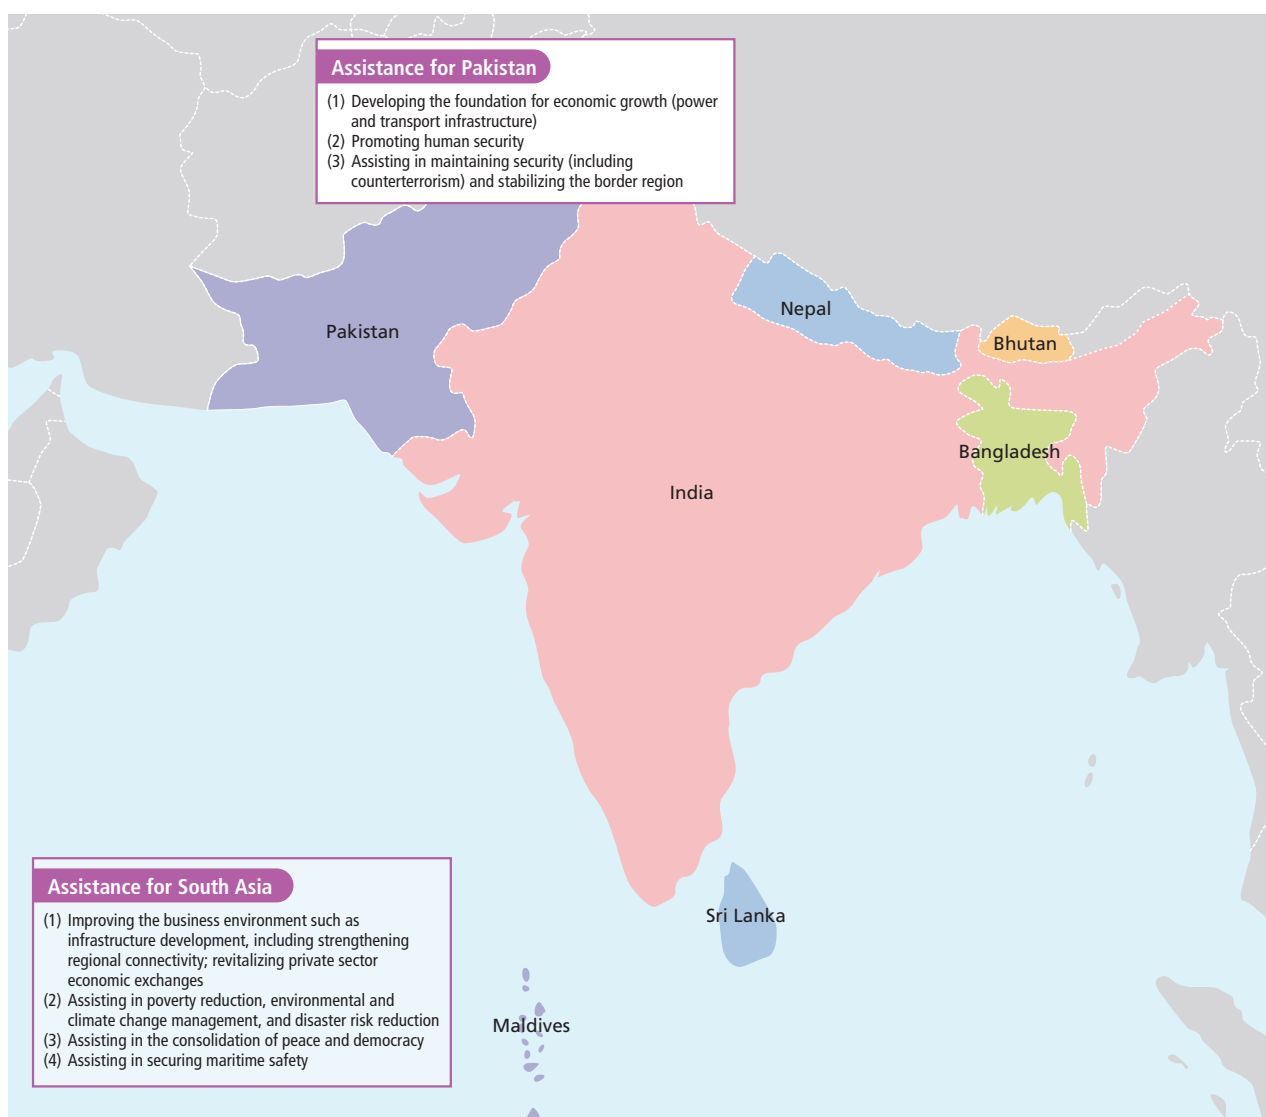 Assistance for Pakistan
(1) Developing the foundation for economic growth (power
and transport infrastructure)
(2) Promoting human security
(3) Assisting in maintaining security (including
counterterrorism) and stabilizing the border region
Nepal
Pakistan
Bhutan
Bangladesh
India
Assistance for South Asia
(1) Improving the business environment such as
infrastructure development, including strengthening
regional connectivity; revitalizing private sector
economic exchanges
(2) Assisting in poverty reduction, environmental and
climate change management, and disaster risk reduction
(3) Assisting in the consolidation of peace and democracy
(4) Assisting in securing maritime safety
Sri Lanka
Maldives